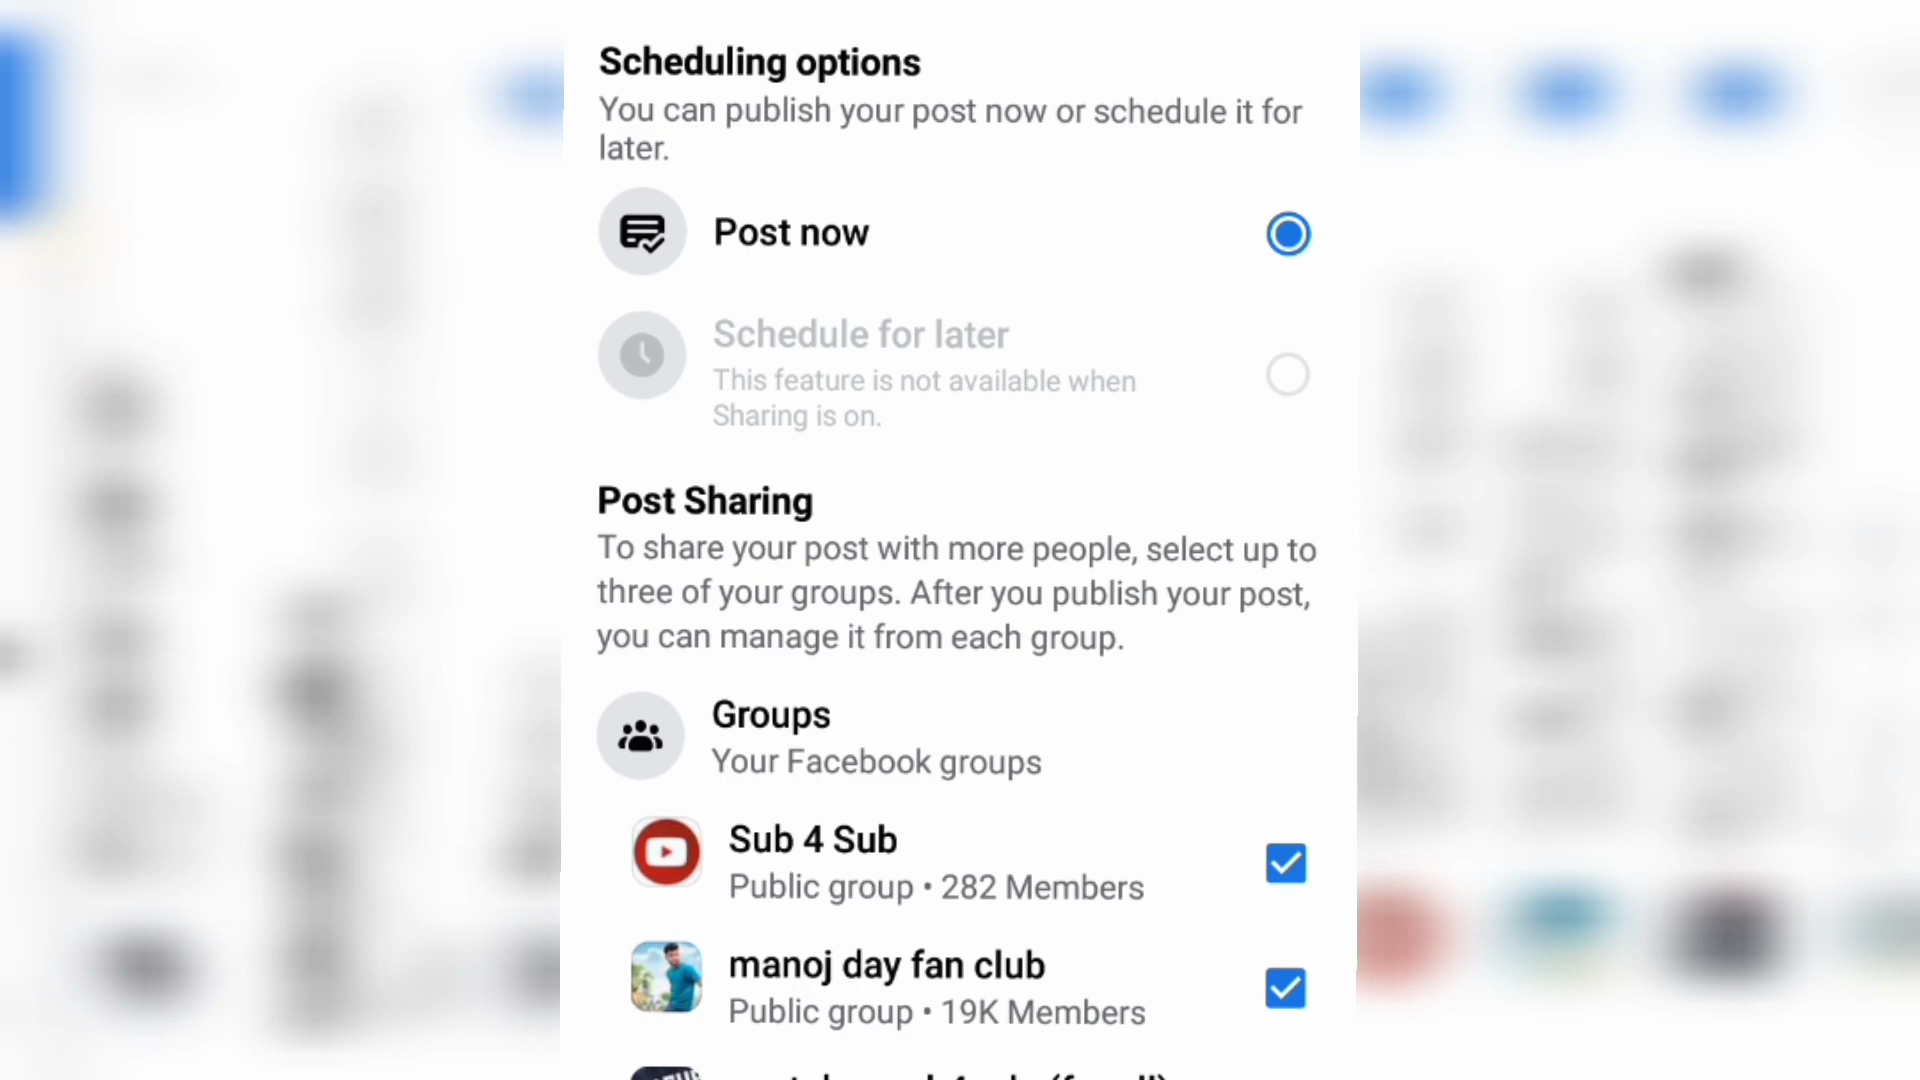 Scheduling options
You can publish your post now or schedule it for
later.
Post now
Schedule for later
This feature is not available when
Sharing is on.
Post Sharing
To share your post with more people, select up to
three of your groups. After you publish your post,
you can manage it from each group.
Groups
Your Facebook groups
Sub 4 Sub
Public group • 282 Members
manoj day fan club
Public group • 19K Members